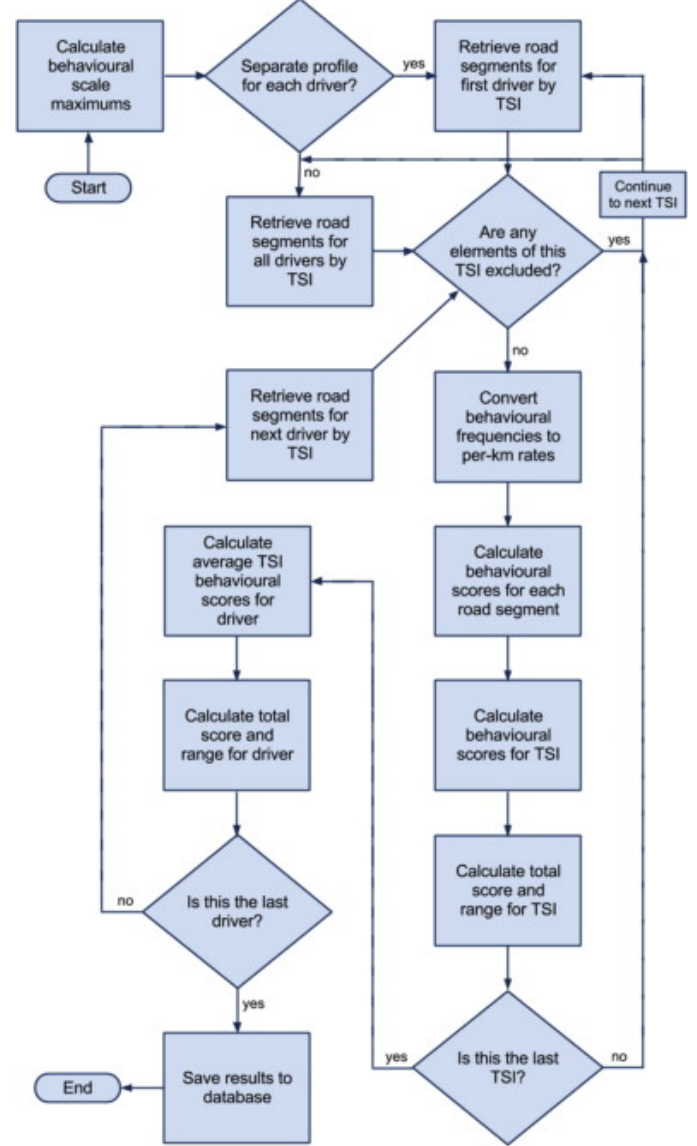 Calculate
behavioural
scale
maximums
Separate profile
for each driver?
yes
Retrieve road
segments for
first driver by
TSI
Start
no
Continue
to next TSI
Retrieve road
segments for
all drivers by
TSI
Are any
elements of this
TSI excluded?
yes
no
Retrieve road
segments for
next driver by
TSI
Convert
behavioural
frequencies to
per-km rates
Calculate
average TSI
behavioural
scores for
driver
Calculate
behavioural
scores for each
road segment
Calculate total
score and
range for driver
Calculate
behavioural
scores for TSI
no
Is this the last
driver?
Calculate total
score and
range for TSI
yes
End
Save results to
database
yes
Is this the last
TSI?
no